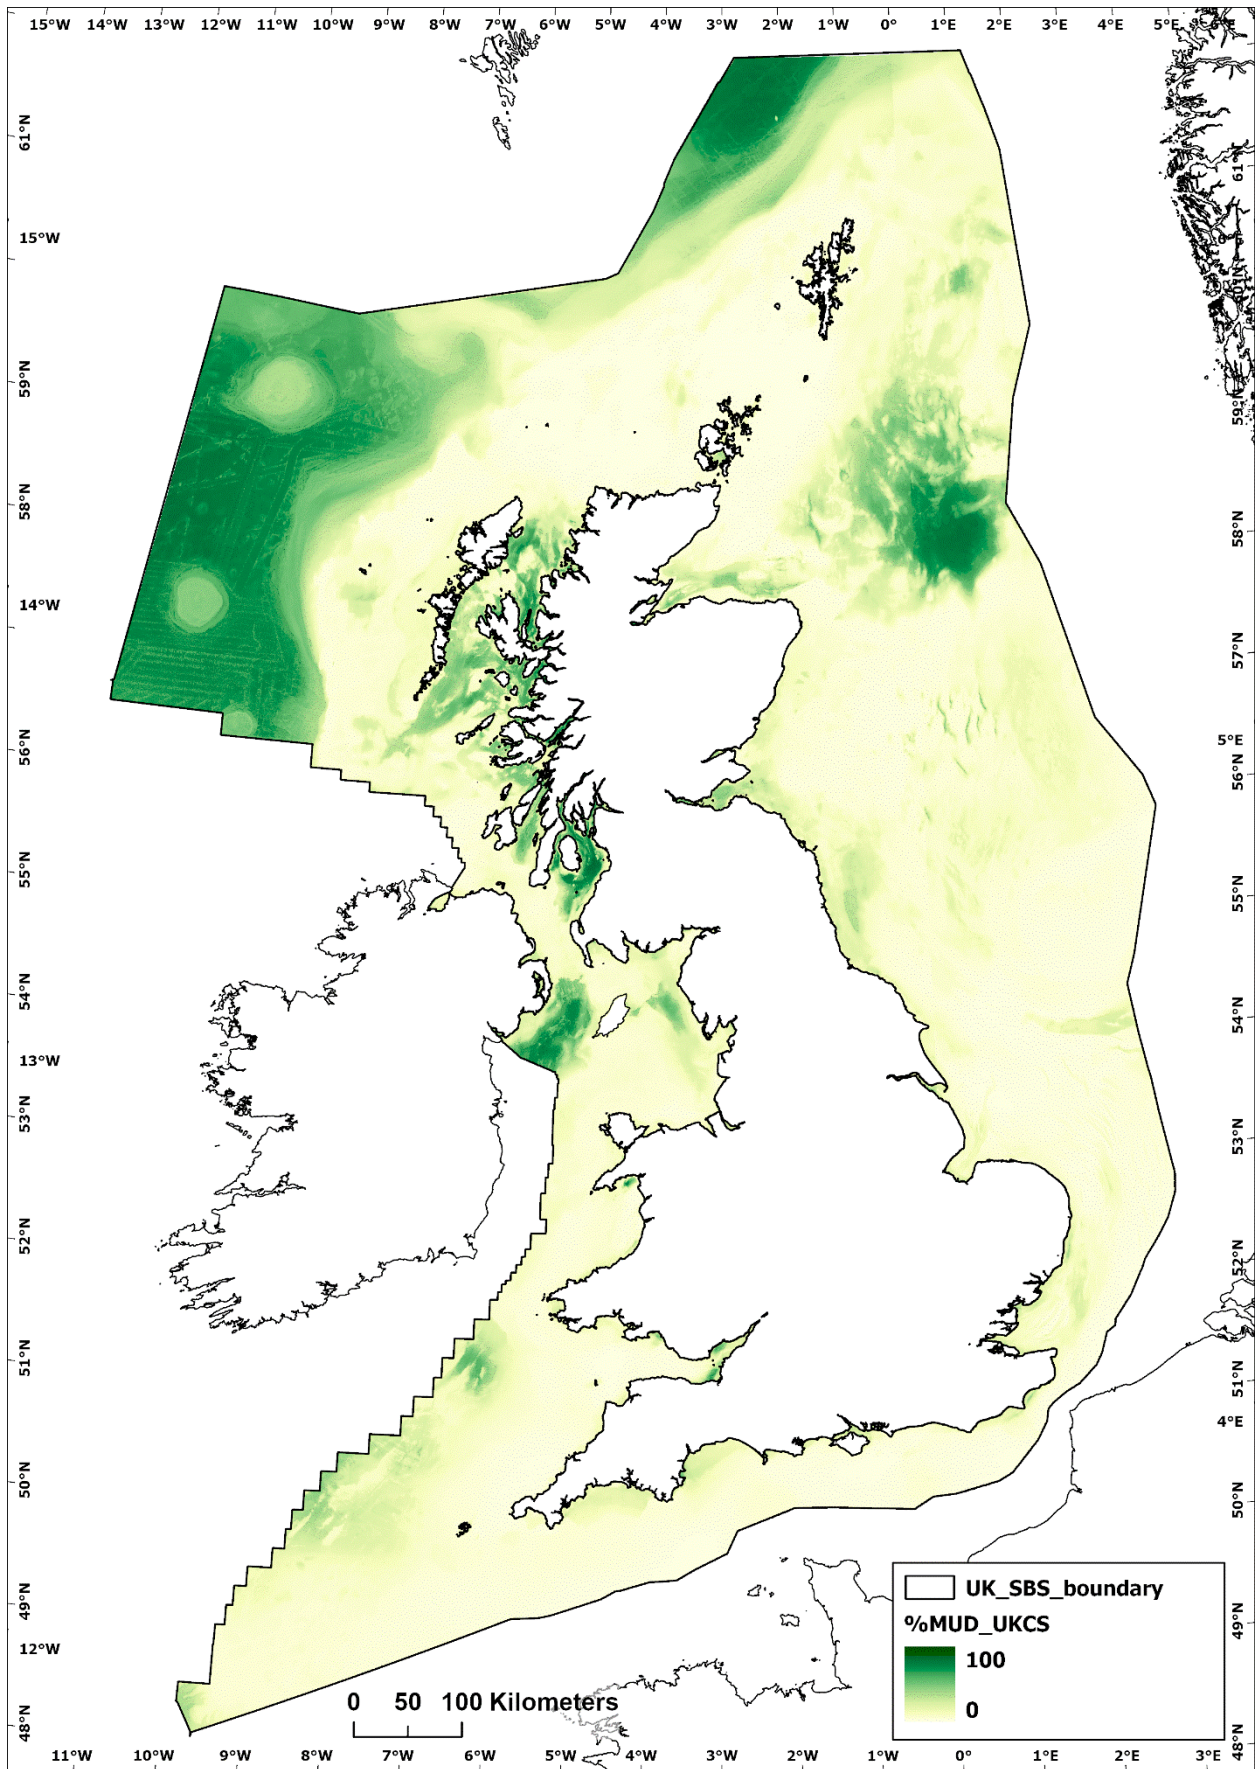 15°W 14°W 13°W 12°W 11°W 10°W 9°W 8°W 7°W 6°W 5°W 4°W 3°W 2°W 1°W 0° 1°E 2°E 3°E 4°E 5°E 6°E
61°N
61°N
15°W
60°N
59°N
59°N
58°N
58°N
14°W
57°N
5°E
56°N
56°N
55°N
55°N
54°N
54°N
13°W
53°N
53°N
52°N
52°N
51°N
51°N
4°E
50°N
50°N
UK_SBS_boundary
49°N
49°N
%MUD_UKCS
12°W
100
0
0 50 100 Kilometers
48°N
48°N
11°W 10°W 9°W 8°W 7°W 6°W 5°W 4°W 3°W 2°W 1°W 0° 1°E 2°E 3°E